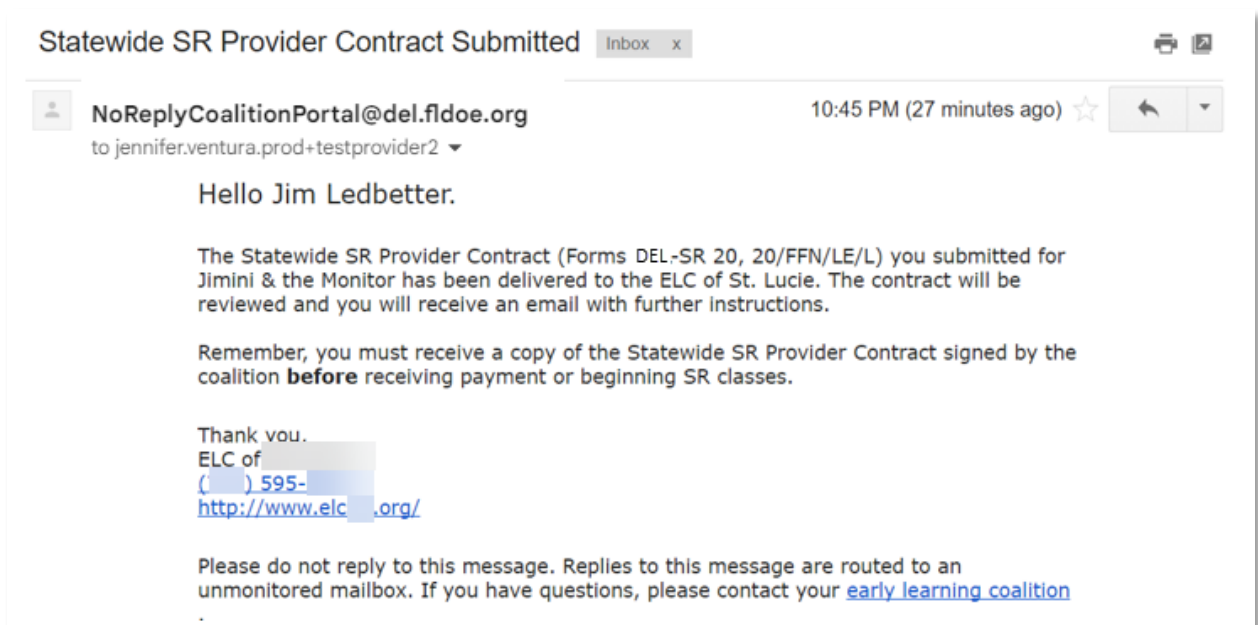 Statewide SR Provider Contract Submitted Inbox x
NoReplyCoalitionPortal@del.fldoe.org 10:45 PM (27 minutes ago)
to jennifer.ventura.prod+testprovider2
Hello Jim Ledbetter.
The Statewide SR Provider Contract (Forms DEL-SR 20, 20/FFN/LE/L) you submitted for
Jimini & the Monitor has been delivered to the ELC of St. Lucie. The contract will be
reviewed and you will receive an email with further instructions.
Remember, you must receive a copy of the Statewide SR Provider Contract signed by the
coalition before receiving payment or beginning SR classes.
Thank you,
ELC of
( ) 595-
http://www.elc .org/
Please do not reply to this message. Replies to this message are routed to an
unmonitored mailbox. If you have questions, please contact your early learning coalition
.